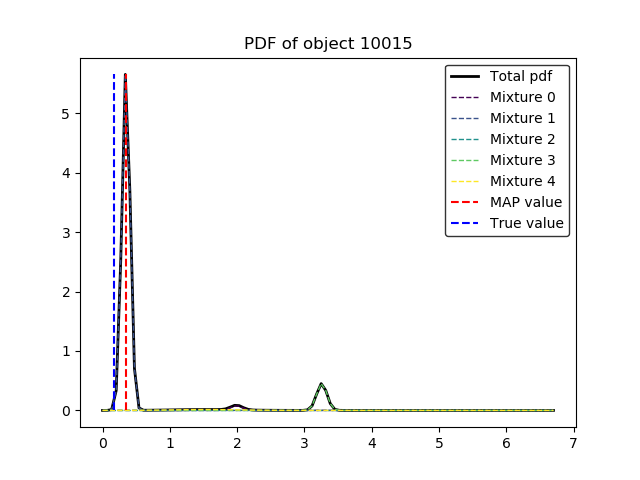 PDF of object 10015
Total pdf
Mixture 0
Mixture 1
Mixture 2
Mixture 3
Mixture 4
MAP value
True value
5
4
3
2
1
0
0 1 2 3 4 5 6 7